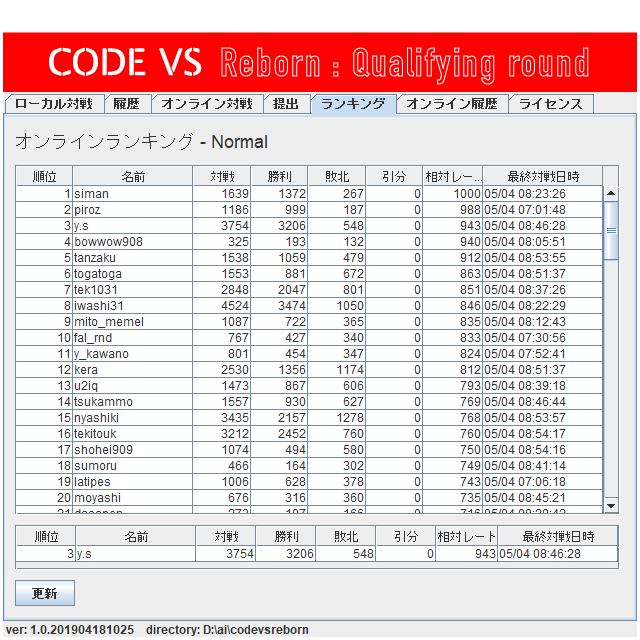 CODE VS Reborn : Qualifying round
ローカル対戦 履歴 オンライン対戦 提出 ランキング オンライン履歴 ライセンス
オンラインランキング - Normal
順位 名前 対戦 勝利 敗北 引分 相対レー... 最終対戦日時
1 siman 1639 1372 267 0 1000 05/04 08:23:26
2 piroz 1186 999 187 0 988 05/04 07:01:48
3 y.s 3754 3206 548 0 943 05/04 08:46:28
4 bowwow908 325 193 132 0 940 05/04 08:05:51
5 tanzaku 1538 1059 479 0 912 05/04 08:53:55
6 togatoga 1553 881 672 0 863 05/04 08:51:37
7 tek1031 2848 2047 801 0 851 05/04 08:37:26
8 iwashi31 4524 3474 1050 0 846 05/04 08:22:29
9 mito_memel 1087 722 365 0 835 05/04 08:12:43
10 fal_rnd 767 427 340 0 833 05/04 07:30:56
11 y_kawano 801 454 347 0 824 05/04 07:52:41
12 kera 2530 1356 1174 0 812 05/04 08:51:37
13 u2iq 1473 867 606 0 793 05/04 08:39:18
14 tsukammo 1557 930 627 0 769 05/04 08:46:44
15 nyashiki 3435 2157 1278 0 768 05/04 08:53:57
16 tekitouk 3212 2452 760 0 760 05/04 08:54:17
17 shohei909 1074 494 580 0 750 05/04 08:54:16
18 sumoru 466 164 302 0 749 05/04 08:41:14
19 latipes 1006 628 378 0 743 05/04 07:06:18
20 moyashi 676 316 360 0 735 05/04 08:45:21
順位 名前 対戦 勝利 敗北 引分 相対レート 最終対戦日時
3 y.s 3754 3206 548 0 943 05/04 08:46:28
更新
ver: 1.0.201904181025 directory: D:\ai\codevsreborn